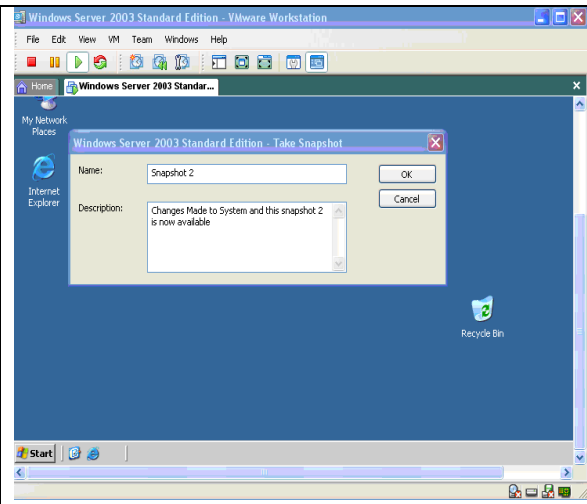 Windows Server 2003 Standard Edition - VMware Workstation
File Edit View VM Team Windows Help
Home Windows Server 2003 Standar...
My Network
Places
Windows Server 2003 Standard Edition - Take Snapshot
Name: Snapshot 2
OK
Internet
Explorer
Cancel
Description: Changes Made to System and this snapshot 2
is now available
Recycle Bin
Start